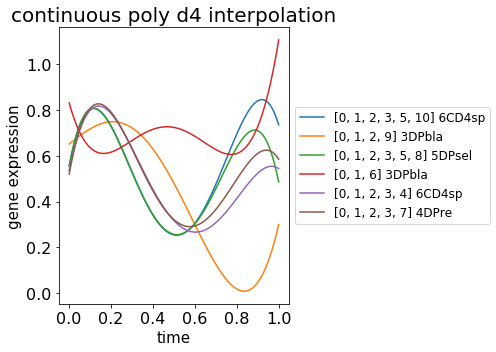 continuous poly d4 interpolation
gene expression
1.0
0.8
0.6
0.4
0.2
0.0
0.0 0.2 0.4 0.6 0.8 1.0
time
[0, 1, 2, 3, 5, 10] 6CD4sp
[0, 1, 2, 9] 3DPbla
[0, 1, 2, 3, 5, 8] 5DPsel
[0, 1, 6] 3DPbla
[0, 1, 2, 3, 4] 6CD4sp
[0, 1, 2, 3, 7] 4DPre